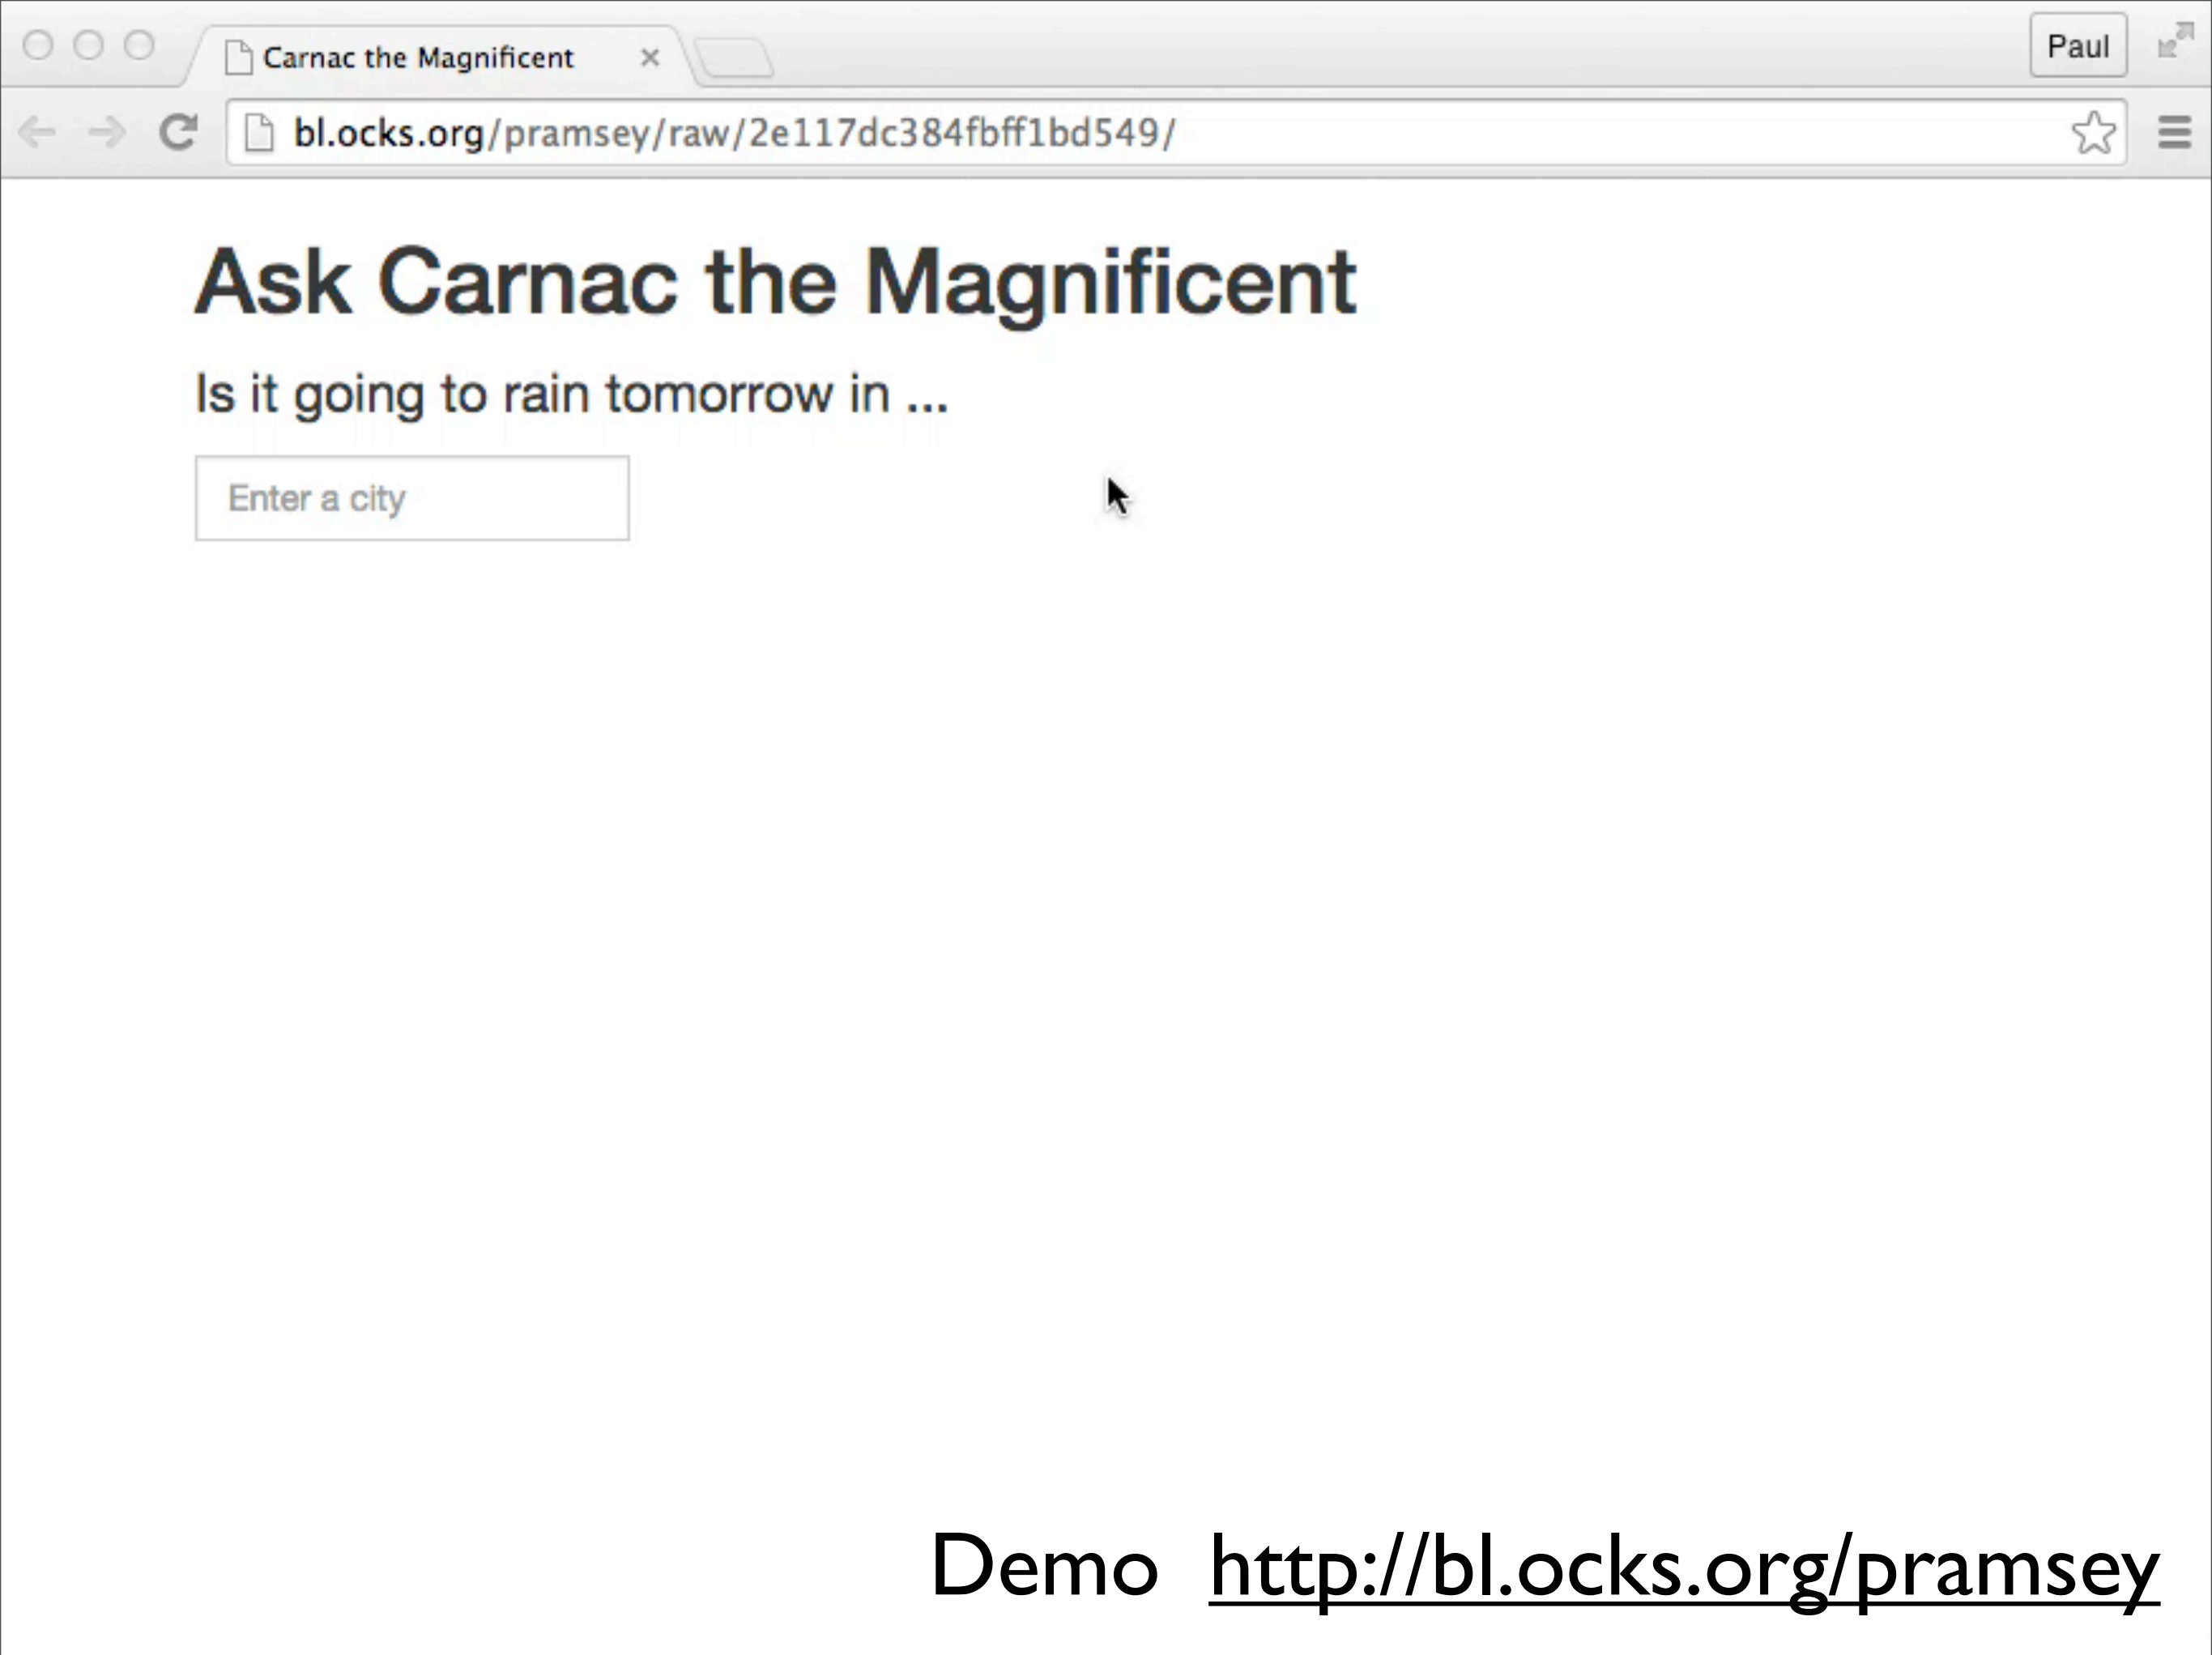 Carnac the Magnificent
Paul
bl.ocks.org/pramsey/raw/2e117dc384fbff1bd549/
Ask Carnac the Magnificent
Is it going to rain tomorrow in ...
Enter a city
Demo http://bl.ocks.org/pramsey